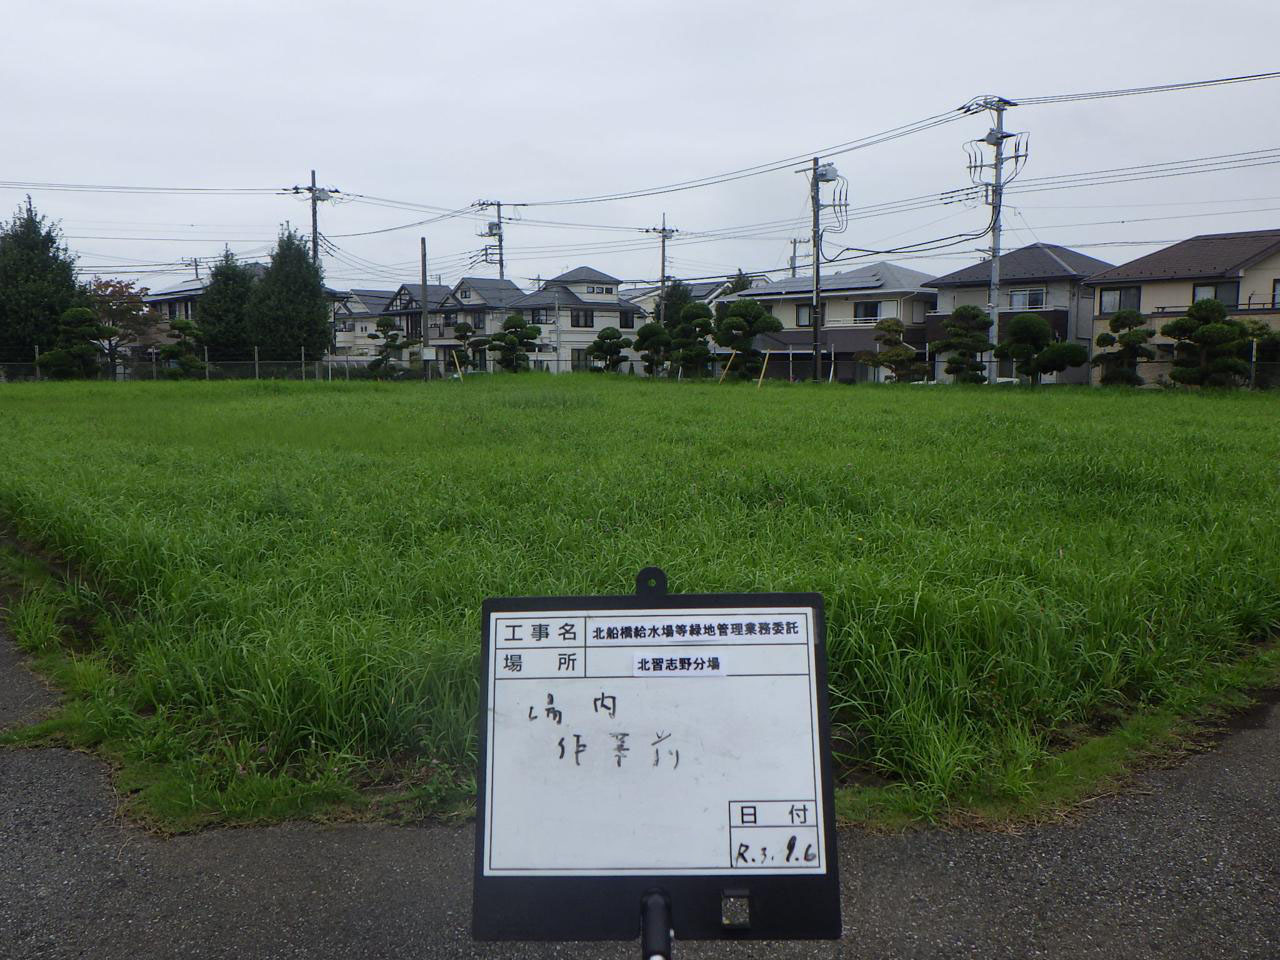 工事名 北船橋給水場等緑地管理業務委託
場所 北習志野分場
場内
作業前
日付
R.3.9.6